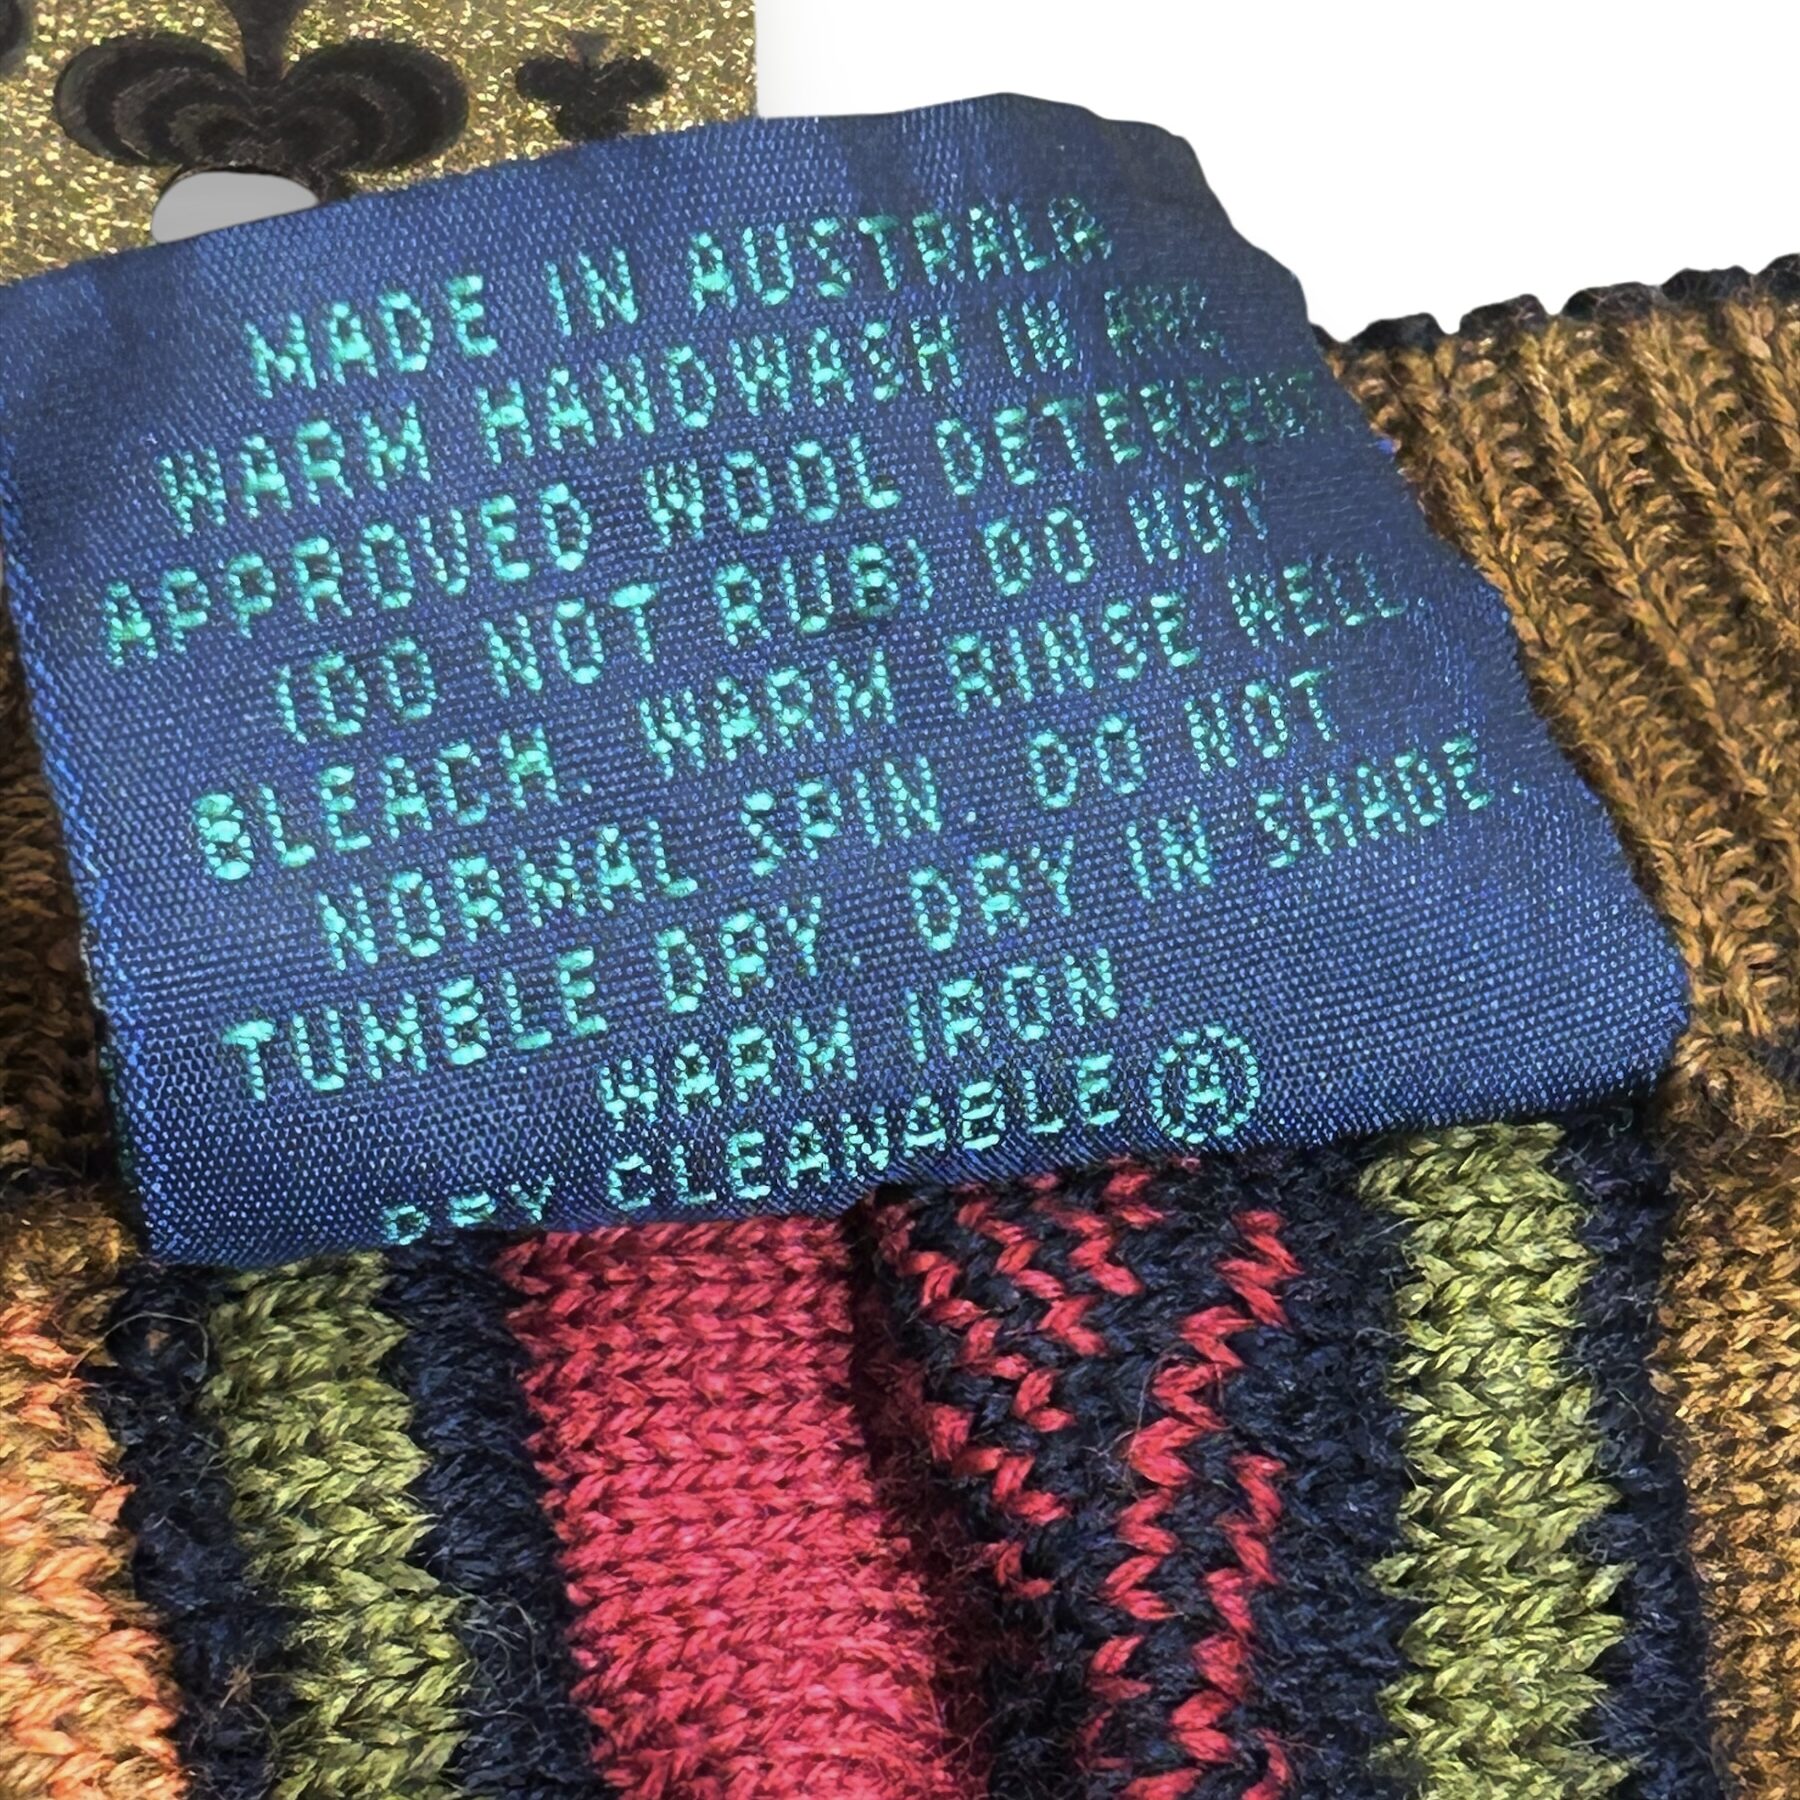 MADE IN AUSTRALIA
WARM HANDWASH IN
APPROVED WOOL DETERGENT
(DO NOT RUB) DO NOT
BLEACH. WARM RINSE WELL
NORMAL SPIN. DO NOT
TUMBLE DRY. DRY IN SHADE.
WARM IRON.
DRY CLEANABLE Ⓐ